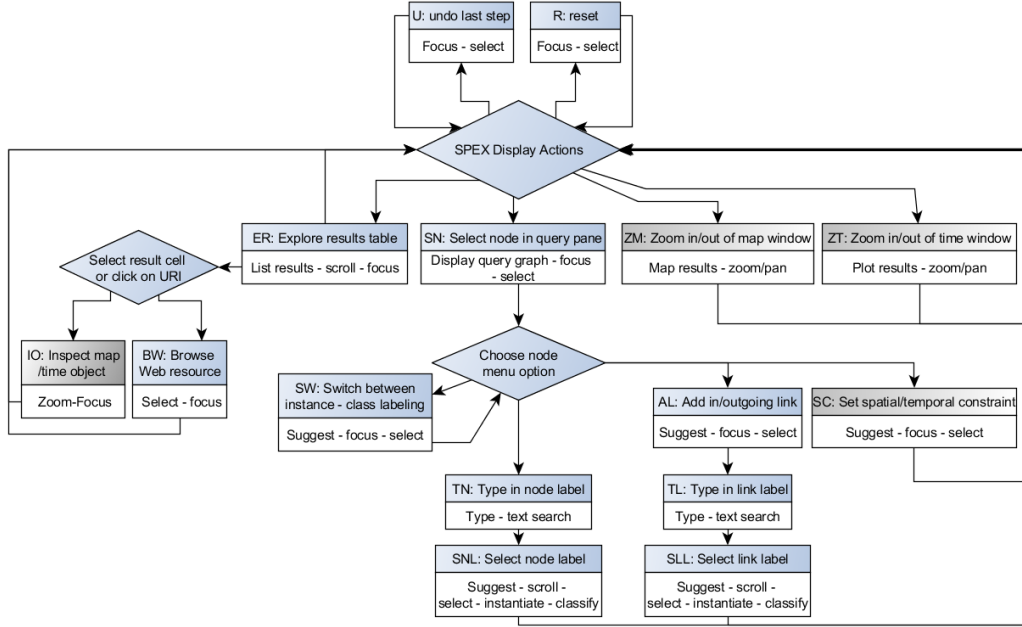 U: undo last step
Focus - select
R: reset
Focus - select
SPEX Display Actions
ER: Explore results table
List results - scroll - focus
SN: Select node in query pane
Display query graph - focus
- select
ZM: Zoom in/out of map window
Map results - zoom/pan
ZT: Zoom in/out of time window
Plot results - zoom/pan
Select result cell
or click on URI
IO: Inspect map
/time object
Zoom-Focus
BW: Browse
Web resource
Select - focus
Choose node
menu option
SW: Switch between
instance - class labeling
Suggest - focus - select
AL: Add in/outgoing link
Suggest - focus - select
SC: Set spatial/temporal constraint
Suggest - focus - select
TN: Type in node label
Type - text search
TL: Type in link label
Type - text search
SNL: Select node label
Suggest - scroll -
select - instantiate - classify
SLL: Select link label
Suggest - scroll -
select - instantiate - classify